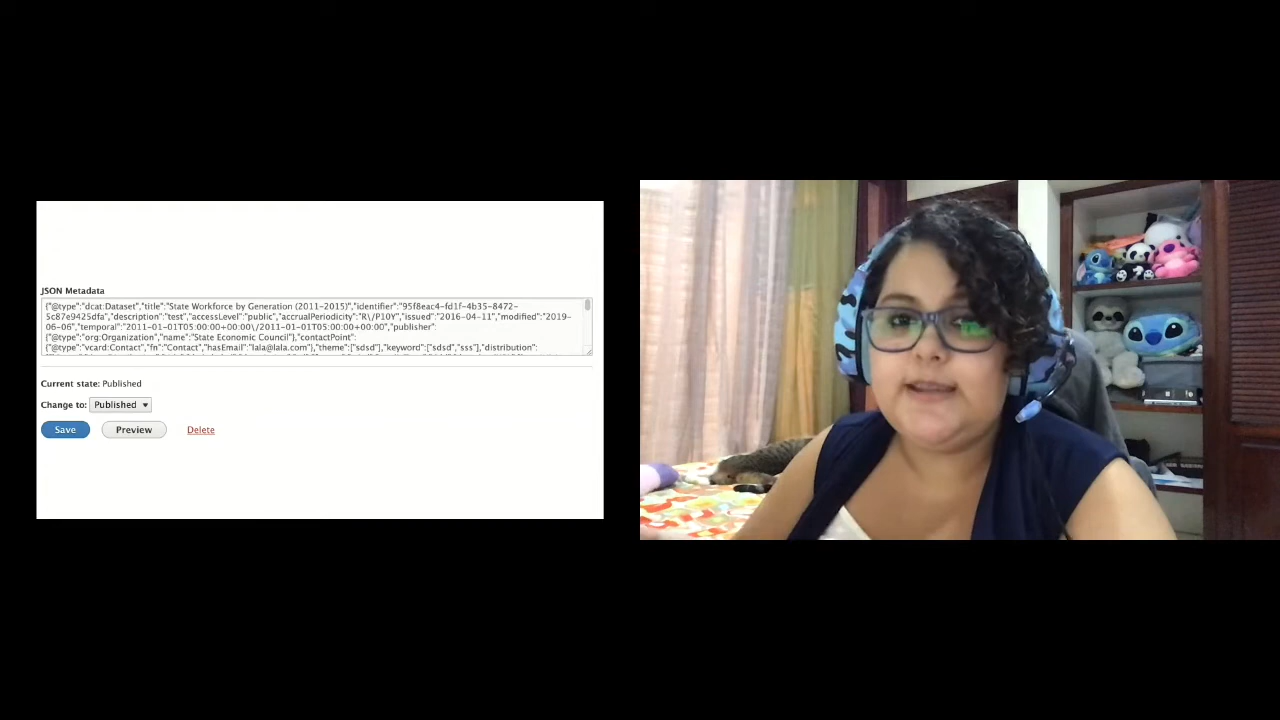 JSON Metadata
{"@type":"dcat:Dataset","title":"State Workforce by Generation (2011-2015)","identifier":"95f8eac4-fd1f-4b35-8472-
5c87e9425dfa","description":"test","accessLevel":"public","accrualPeriodicity":"R\/P10Y","issued":"2016-04-11","modified":"2019-
06-06","temporal":"2011-01-01T05:00:00+00:00\/2011-01-01T05:00:00+00:00","publisher":
{"@type":"org:Organization","name":"State Economic Council"},"contactPoint":
{"@type":"vcard:Contact","fn":"Contact","hasEmail":"lala@lala.com"},"theme":["sdsd"],"keyword":["sdsd","sss"],"distribution":
Current state: Published
Change to: Published
Save Preview Delete